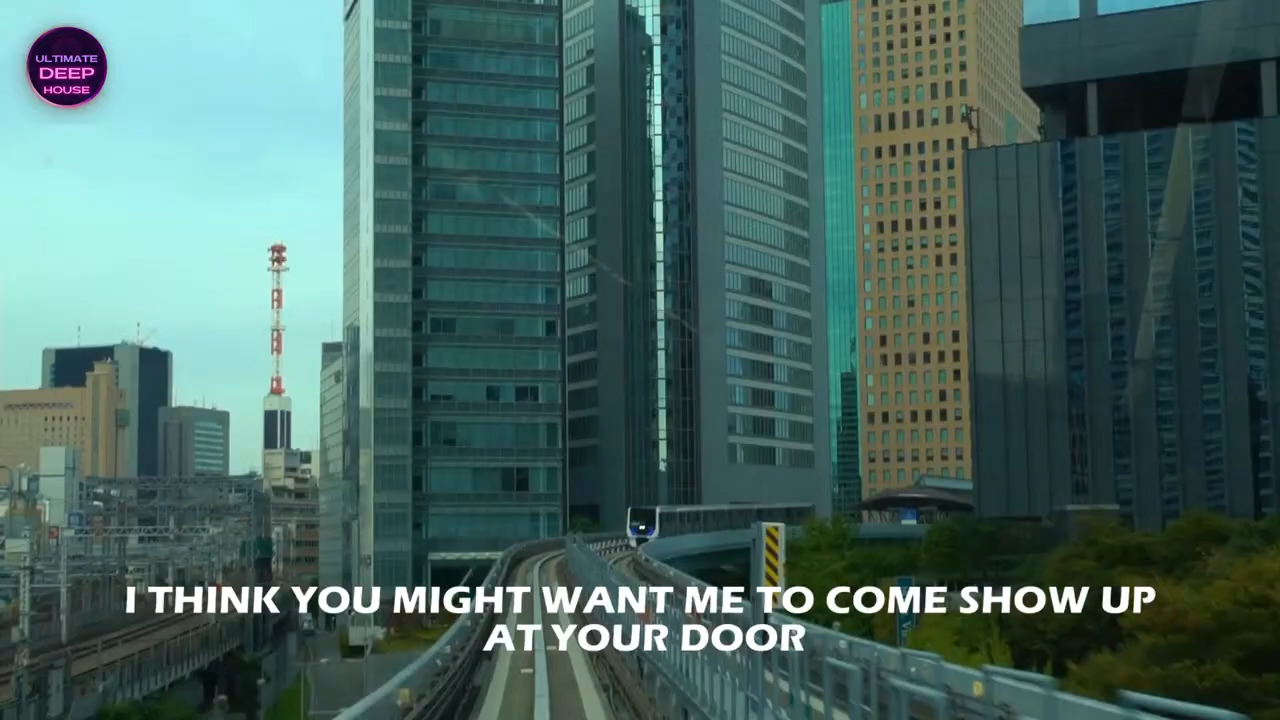 ULTIMATE
DEEP
HOUSE
I THINK YOU MIGHT WANT ME TO COME SHOW UP
AT YOUR DOOR